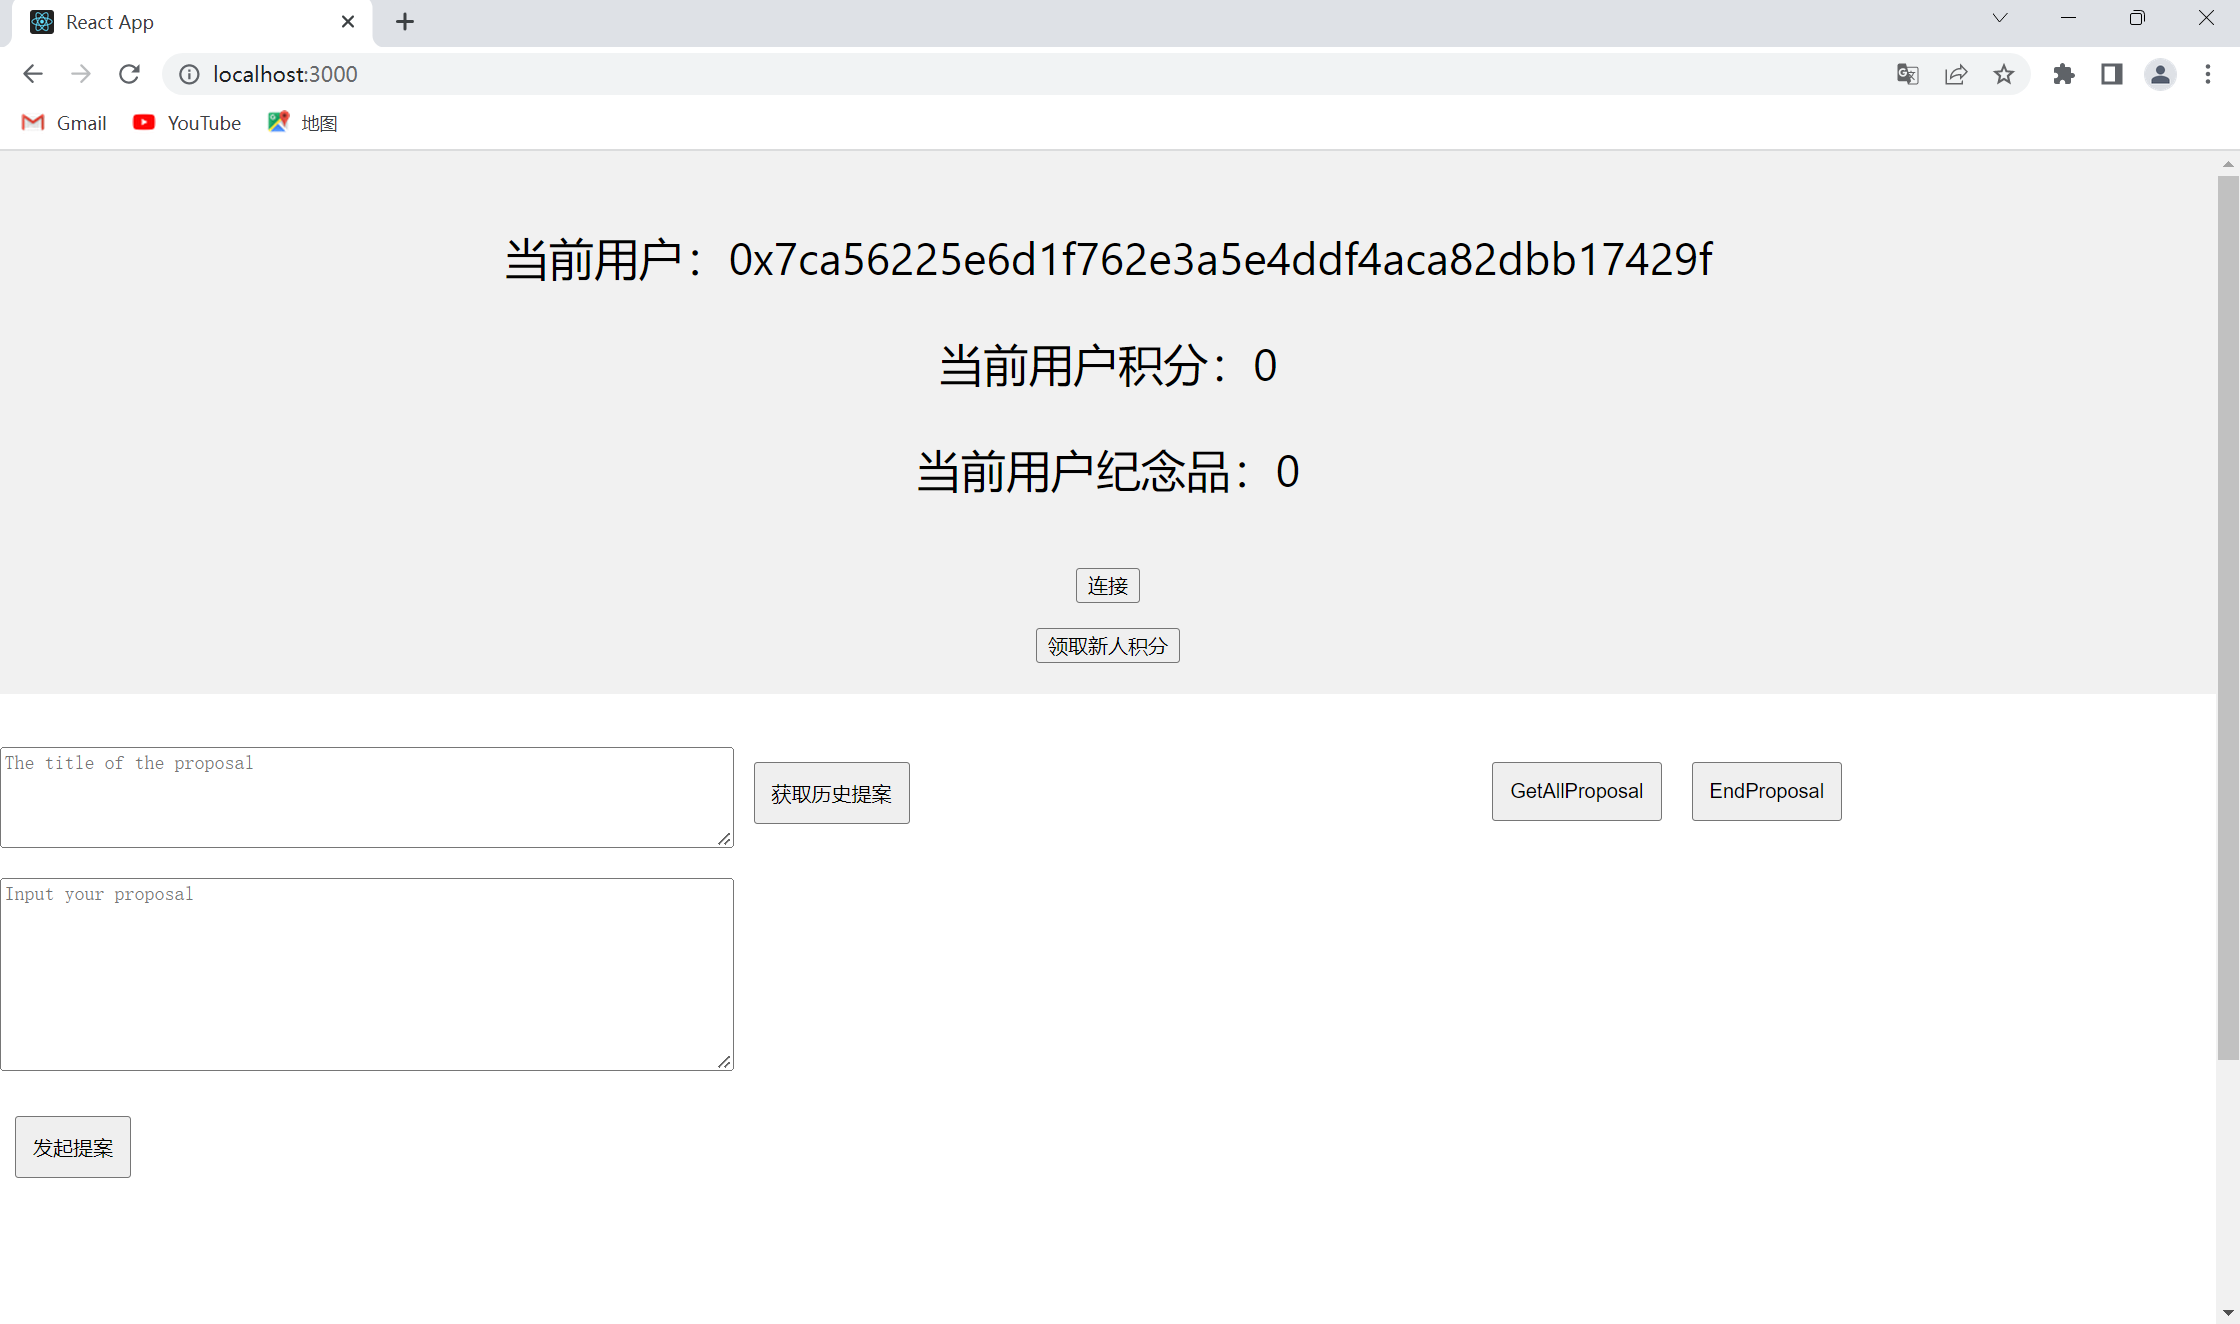 React App
localhost:3000
Gmail
YouTube
地图
当前用户：0x7ca56225e6d1f762e3a5e4ddf4aca82dbb17429f
当前用户积分：0
当前用户纪念品：0
连接
领取新人积分
The title of the proposal
获取历史提案
GetAllProposal
EndProposal
Input your proposal
发起提案